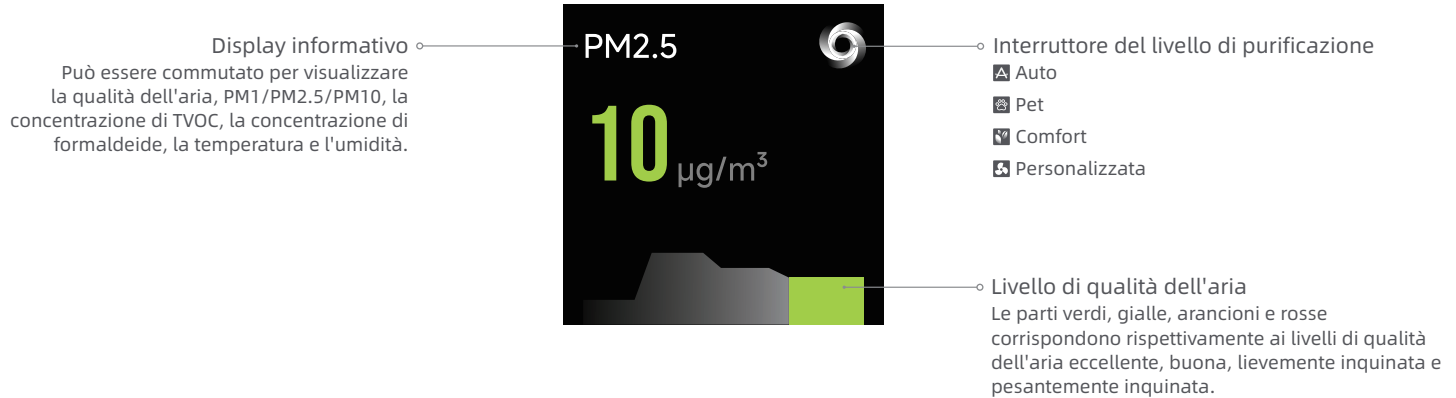 Display informativo
Può essere commutato per visualizzare
la qualità dell'aria, PM1/PM2.5/PM10, la
concentrazione di TVOC, la concentrazione di
formaldeide, la temperatura e l'umidità.
PM2.5
10 µg/m³
Interruttore del livello di purificazione
Auto
Pet
Comfort
Personalizzata
Livello di qualità dell'aria
Le parti verdi, gialle, arancioni e rosse
corrispondono rispettivamente ai livelli di qualità
dell'aria eccellente, buona, lievemente inquinata e
pesantemente inquinata.